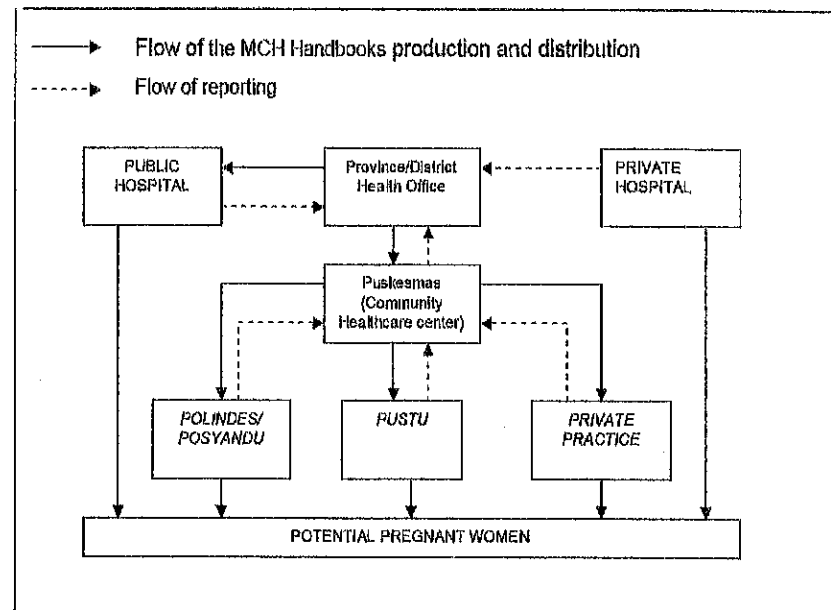 Flow of the MCH Handbooks production and distribution
Flow of reporting
PUBLIC
HOSPITAL
Province/District
Health Office
PRIVATE
HOSPITAL
Puskesmas
(Community
Healthcare center)
POLINDES/
POSYANDU
PUSTU
PRIVATE
PRACTICE
POTENTIAL PREGNANT WOMEN